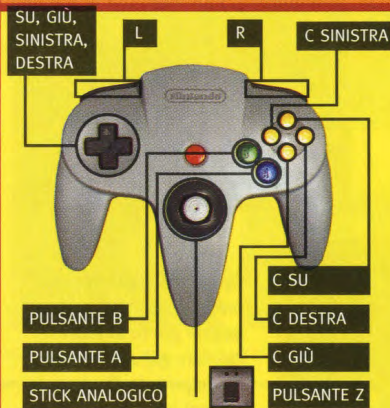 SU, GIÙ,
SINISTRA,
DESTRA
L
R
C SINISTRA
Nintendo
C SU
PULSANTE B
C DESTRA
PULSANTE A
C GIÙ
STICK ANALOGICO
PULSANTE Z